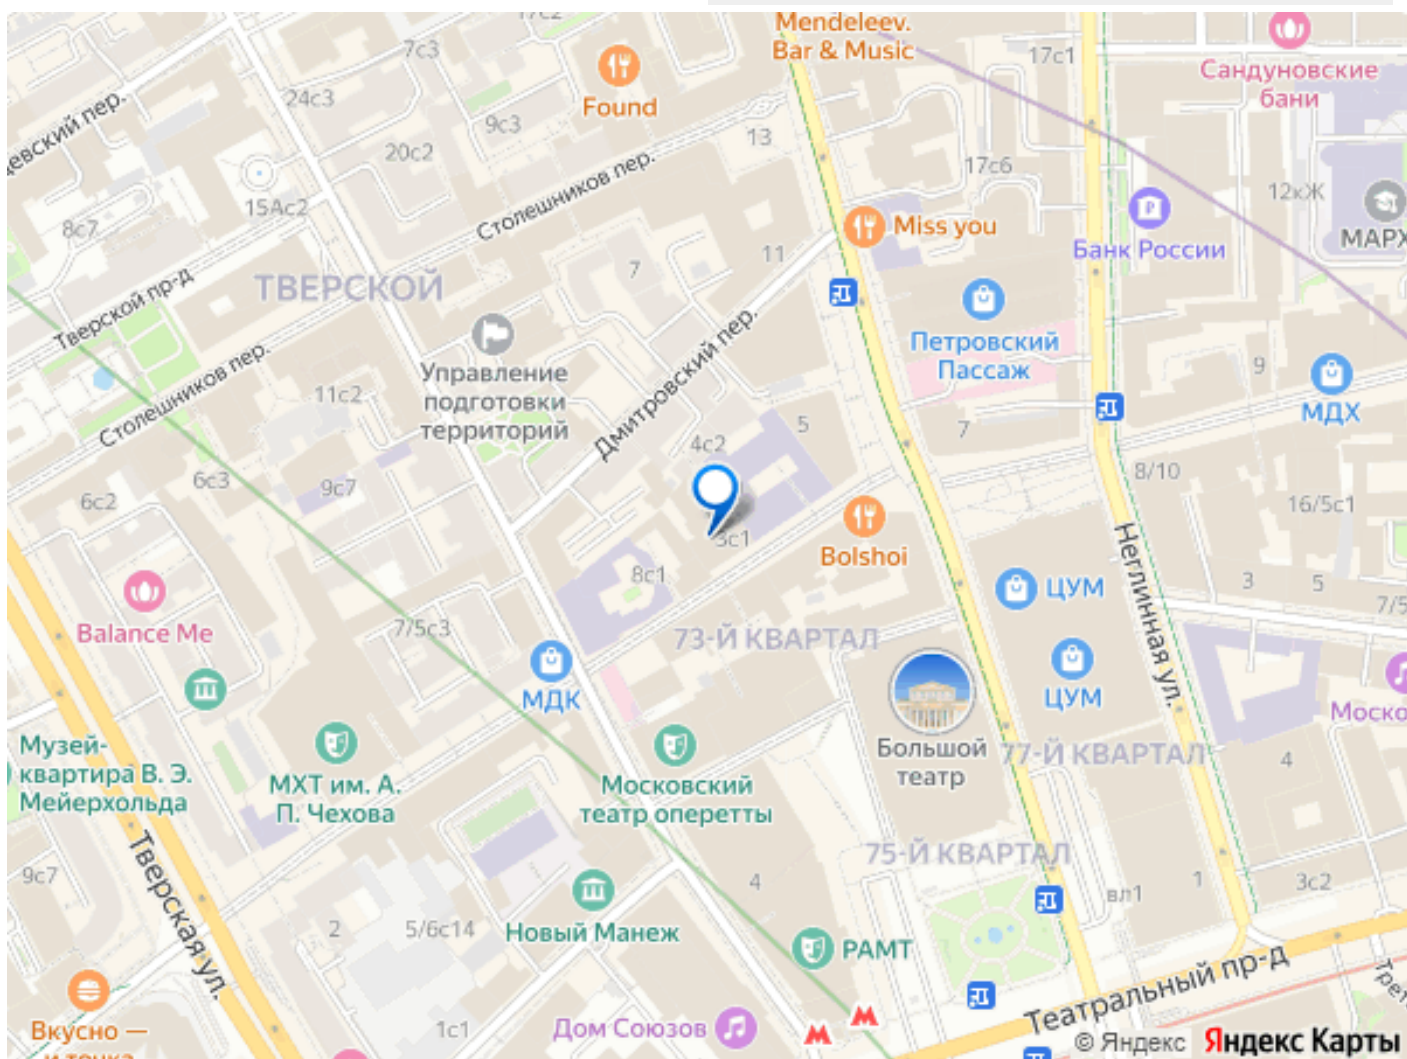 17с2
Mendeleev.
Bar & Music
7с3
17с1
Сандуновские
бани
24с3
Found
9с3
13
20с2
Столешников пер.
17с6
12кЖ
15Ас2
8с7
Miss you
Банк России
11
7
ТВЕРСКОЙ
Тверской пр-д
Управление
подготовки
территорий
Дмитровский пер.
Петровский
Пассаж
9
МДХ
Столешников пер.
11с2
5
7
4с2
6с3
9с7
6с2
8/10
16/5с1
3с1
Bolshoi
8с1
Неглинная ул.
ЦУМ
3
5
Balance Me
7/5с3
73-Й КВАРТАЛ
ЦУМ
МДК
Музей-
квартира В. Э.
Мейерхольда
МХТ им. А.
П. Чехова
Московский
театр оперетты
Большой
театр
77-Й КВАРТАЛ
4
Тверская ул.
75-Й КВАРТАЛ
9с7
4
вл1
1
3с2
2
5/6с14
Новый Манеж
РАМТ
Театральный пр-д
Вкусно —
и точка
1с1
Дом Союзов
© Яндекс Яндекс Карты